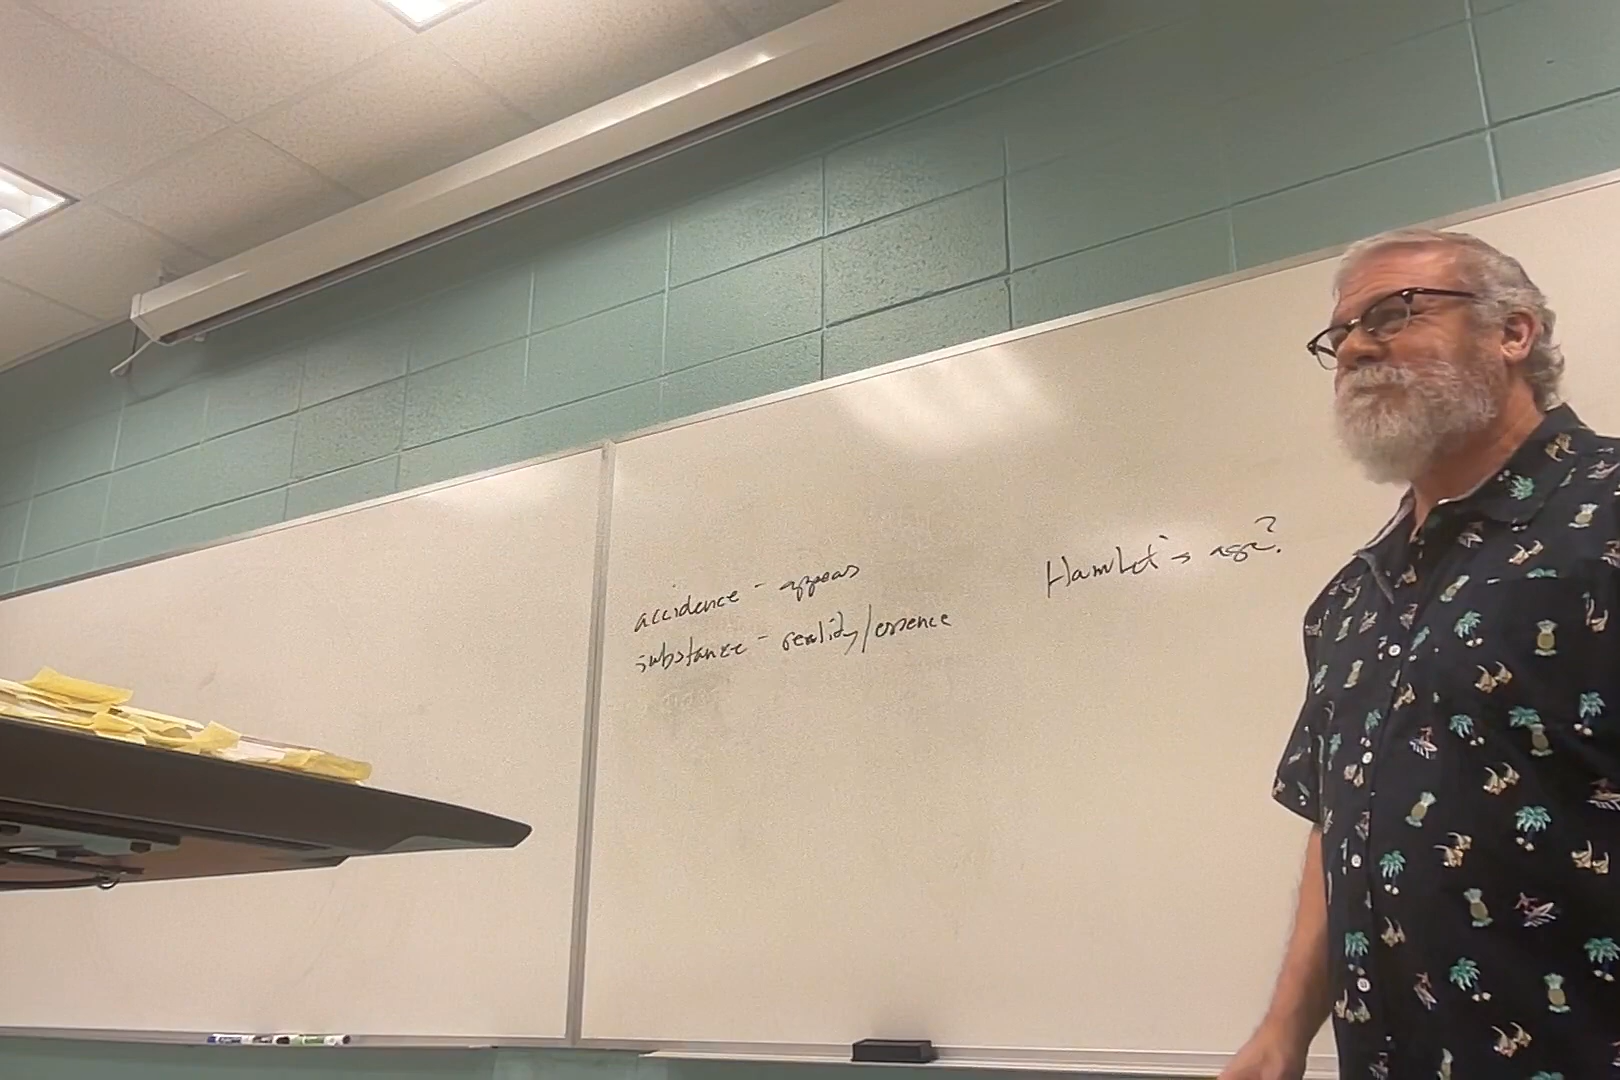 accidence - appears
substance - reality/essence
Hamlet's age?